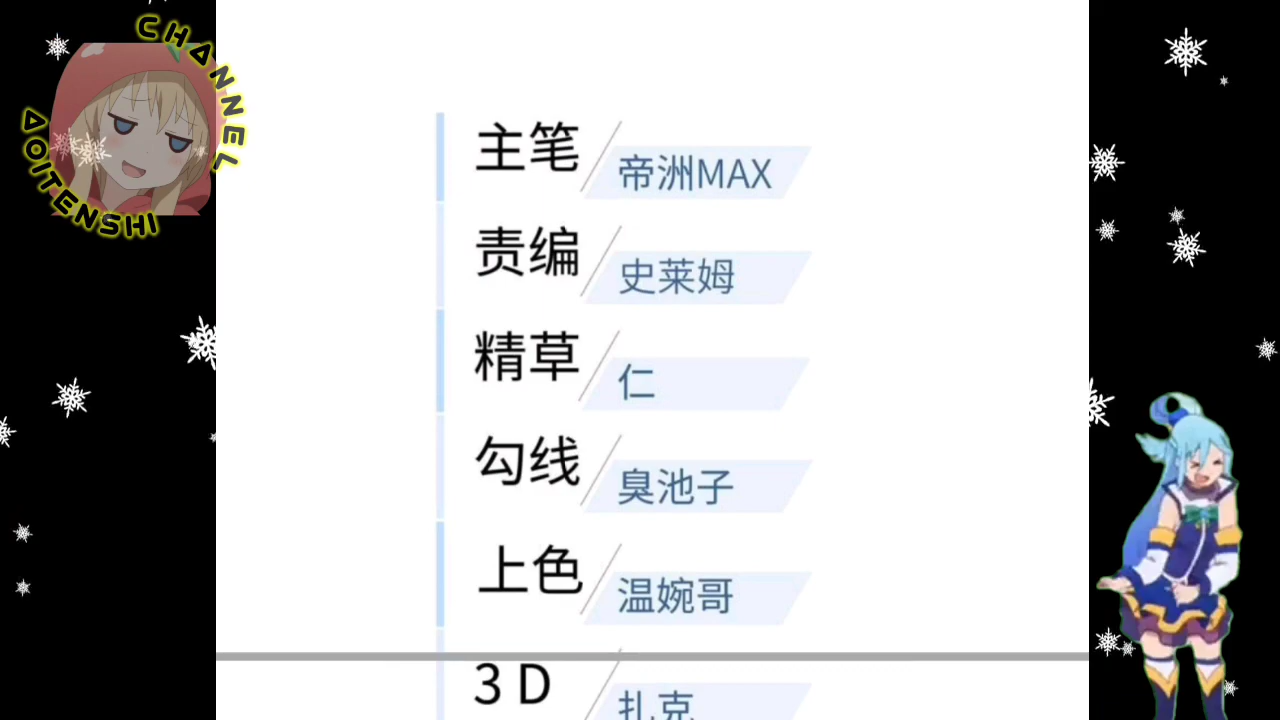 CHANNEL
AOITENSHI
主笔
帝洲MAX
责编
史莱姆
精草
仁
勾线
臭池子
上色
温婉哥
3D
扎克